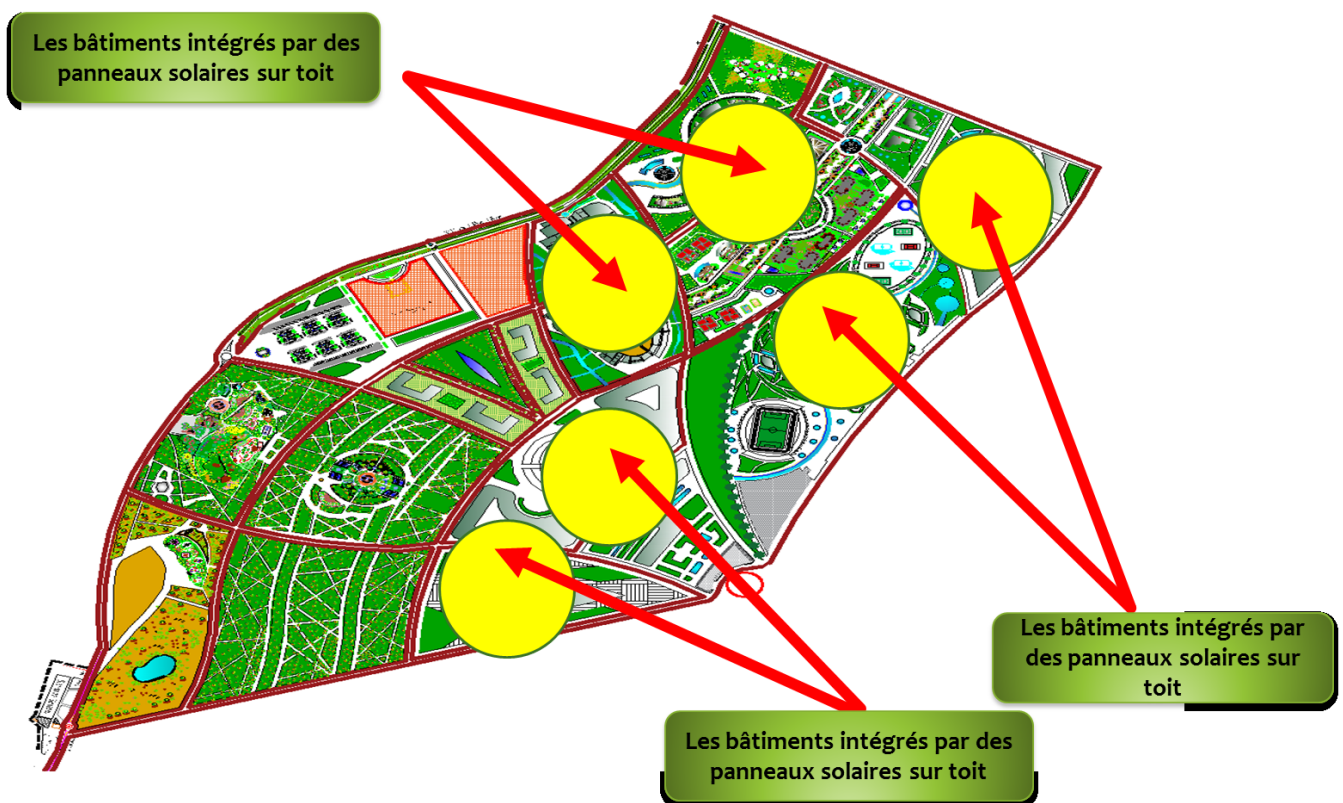 Les bâtiments intégrés par des
panneaux solaires sur toit
Les bâtiments intégrés par
des panneaux solaires sur
toit
Les bâtiments intégrés par des
panneaux solaires sur toit